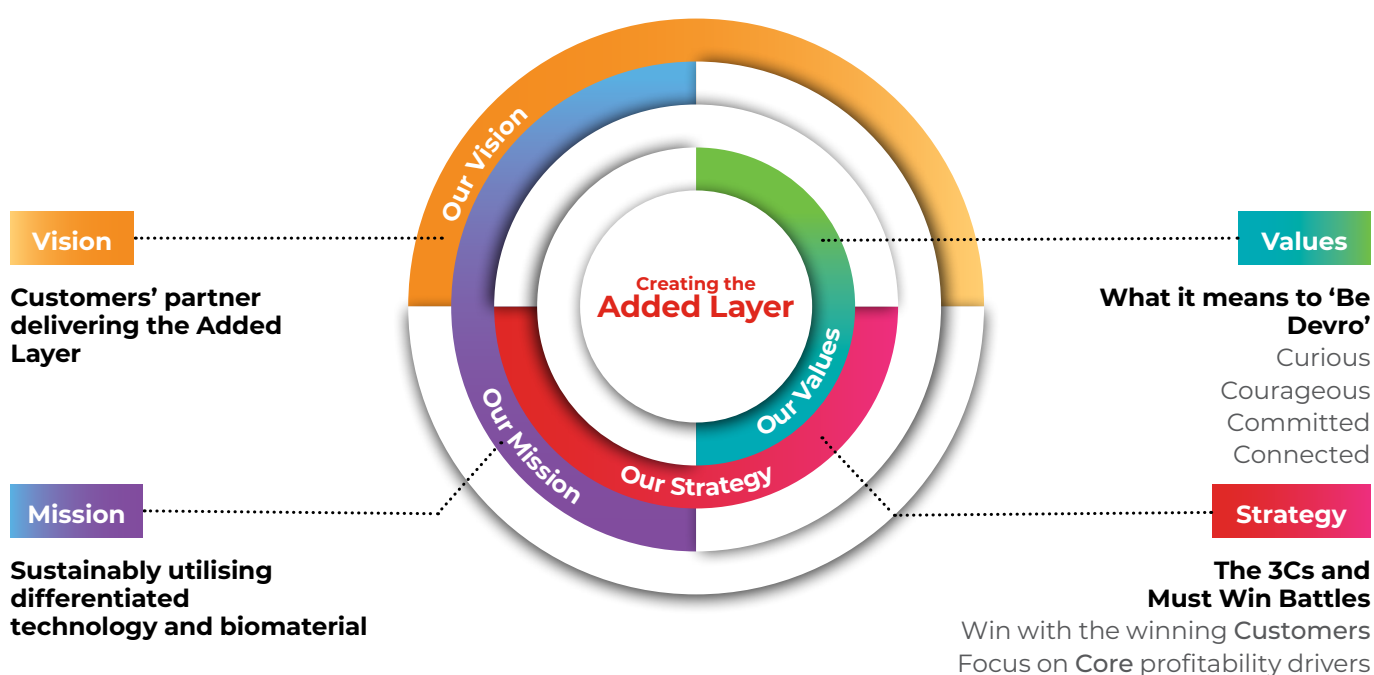 Our Vision
Our Mission
Our Strategy
Our Values
Creating the
Added Layer
Vision
Customers’ partner
delivering the Added
Layer
Mission
Sustainably utilising
differentiated
technology and biomaterial
Values
What it means to ‘Be
Devro’
Curious
Courageous
Committed
Connected
Strategy
The 3Cs and
Must Win Battles
Win with the winning Customers
Focus on Core profitability drivers